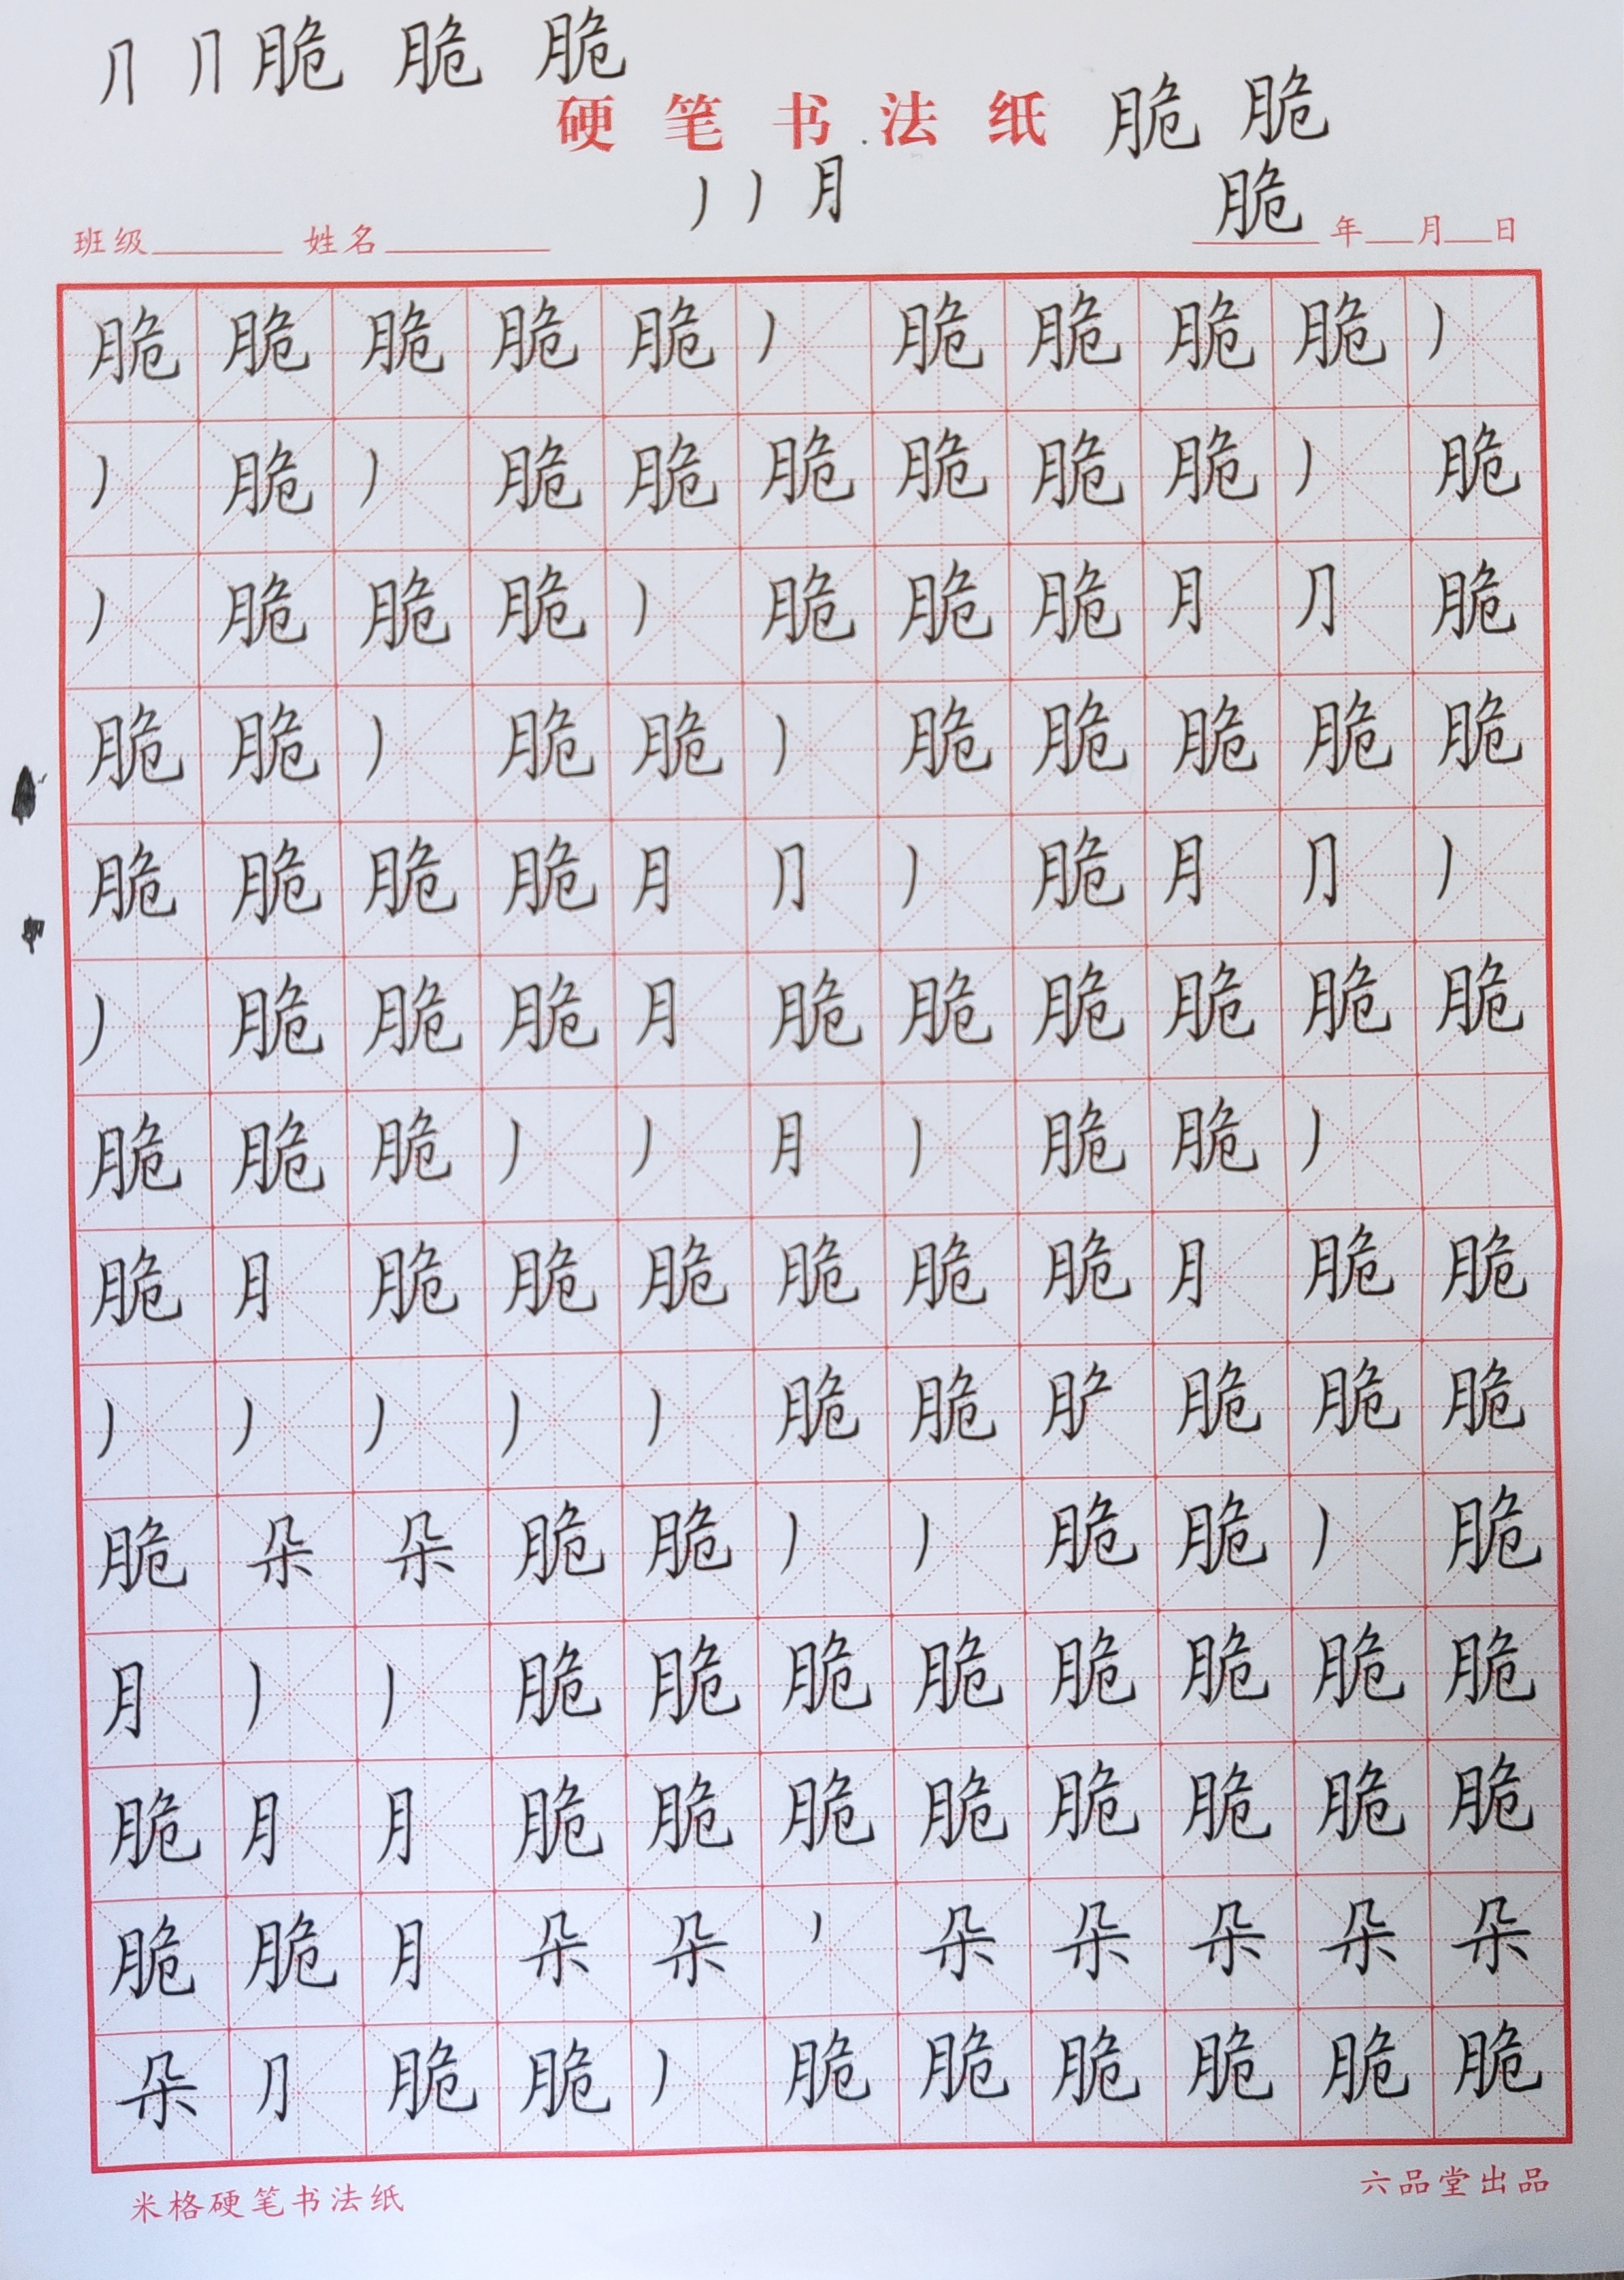 丿 ⺆ 脆 脆 脆
硬笔书法纸 脆 脆
丿 丿 月 脆
班级 姓名 年 月 日
脆 脆 脆 脆 脆 丿 脆 脆 脆 脆 丿
丿 脆 丿 脆 脆 脆 脆 脆 脆 丿 脆
丿 脆 脆 脆 丿 脆 脆 脆 月 ⺆ 脆
脆 脆 丿 脆 脆 丿 脆 脆 脆 脆 脆
脆 脆 脆 脆 月 ⺆ 丿 脆 月 ⺆ 丿
丿 脆 脆 脆 月 脆 脆 脆 脆 脆 脆
脆 脆 脆 丿 丿 月 丿 脆 脆 丿
脆 月 脆 脆 脆 脆 脆 脆 月 脆 脆
丿 丿 丿 丿 丿 脆 脆 脆 脆 脆
脆 朵 朵 脆 脆 丿 丿 脆 脆 丿 脆
月 丿 丿 脆 脆 脆 脆 脆 脆 脆 脆
脆 月 月 脆 脆 脆 脆 脆 脆 脆 脆
脆 脆 月 朵 朵 丿 朵 朵 朵 朵 朵
朵 ⺆ 脆 脆 丿 脆 脆 脆 脆 脆 脆
米格硬笔书法纸 六品堂出品